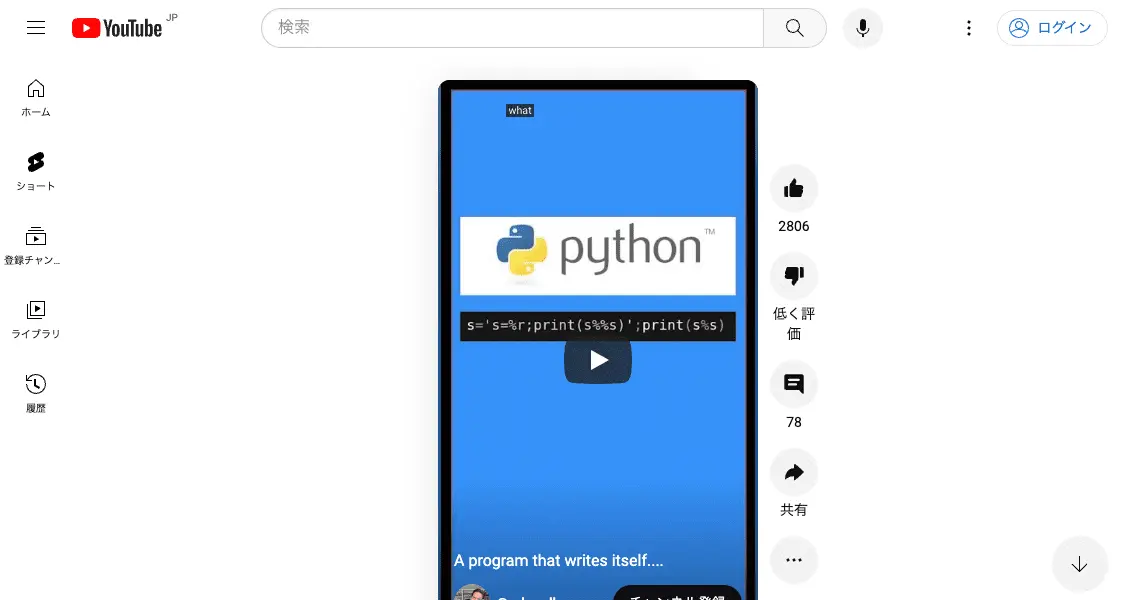 YouTube JP
検索
ログイン
ホーム
ショート
登録チャン...
ライブラリ
履歴
what
python™
s='s=%r;print(s%%s)';print(s%s)
A program that writes itself....
2806
低く評
価
78
共有